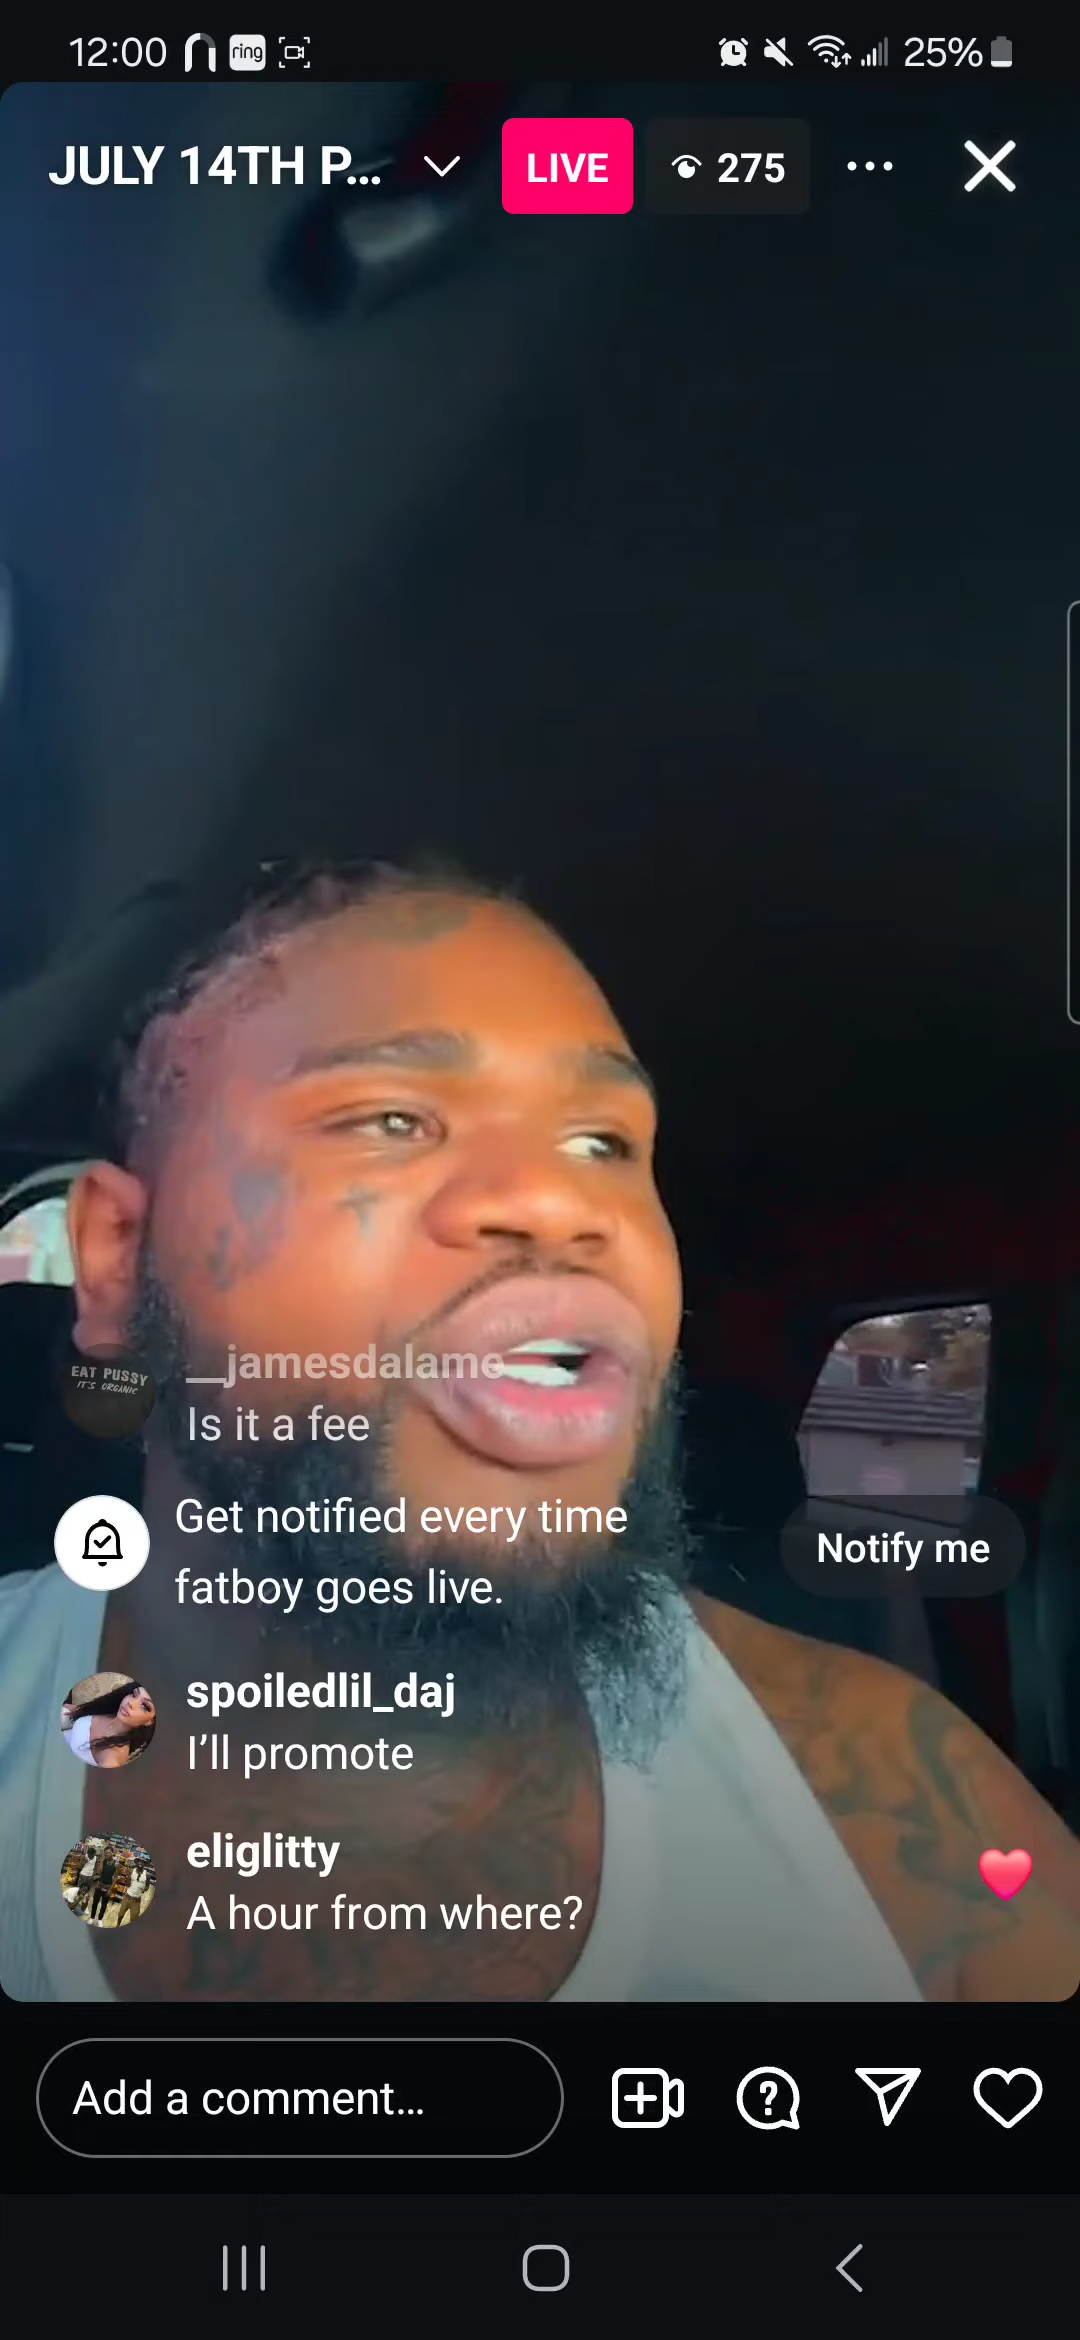 12:00
ring
25%
JULY 14TH P...
LIVE
275
EAT PUSSY
IT'S ORGANIC
__jamesdalame
Is it a fee
Get notified every time
fatboy goes live.
Notify me
spoiledlil_daj
I’ll promote
eliglitty
A hour from where?
Add a comment...